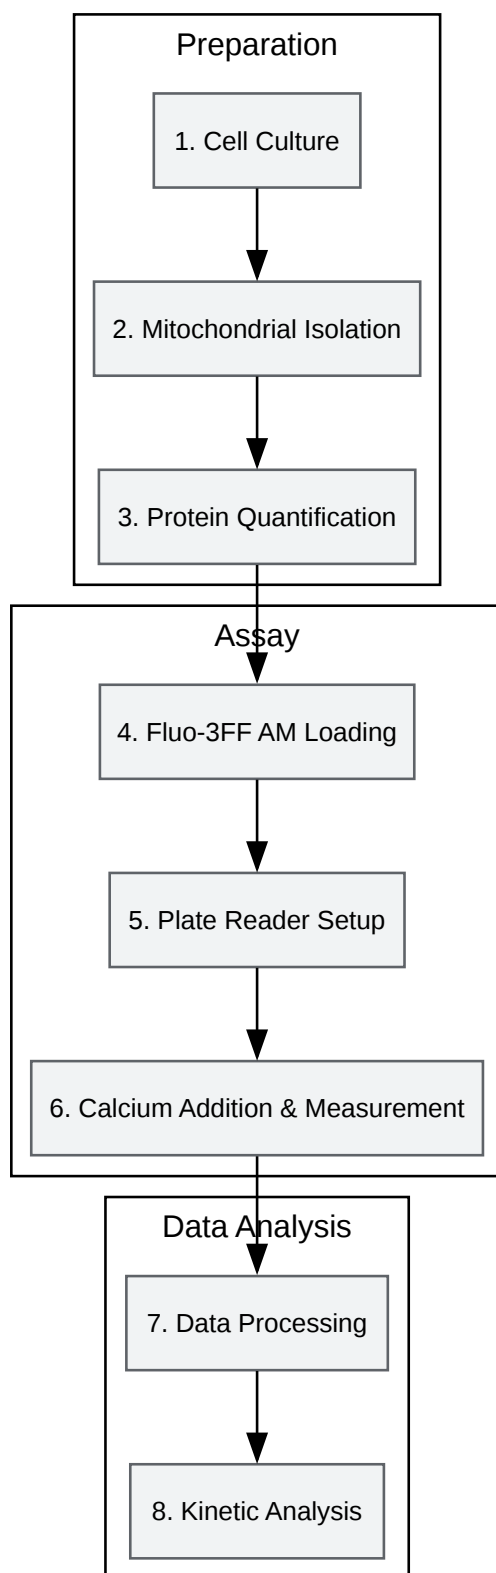 Preparation
1. Cell Culture
2. Mitochondrial Isolation
3. Protein Quantification
Assay
4. Fluo-3FF AM Loading
5. Plate Reader Setup
6. Calcium Addition & Measurement
Data Analysis
7. Data Processing
8. Kinetic Analysis